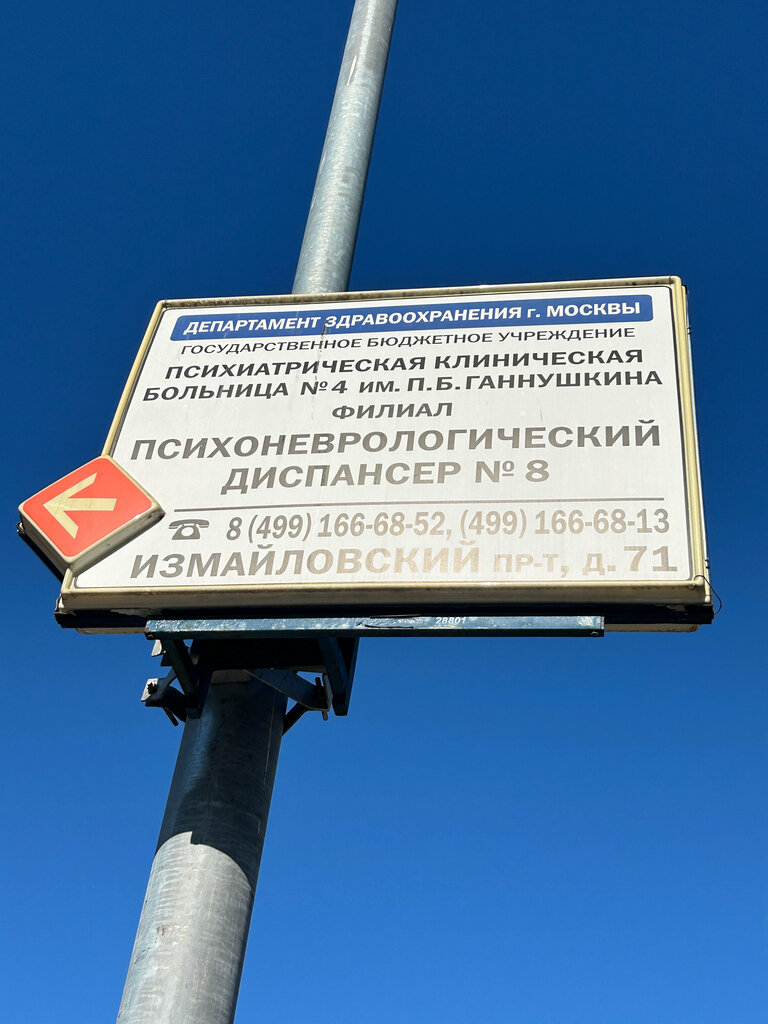 ДЕПАРТАМЕНТ ЗДРАВООХРАНЕНИЯ г. МОСКВЫ
ГОСУДАРСТВЕННОЕ БЮДЖЕТНОЕ УЧРЕЖДЕНИЕ
ПСИХИАТРИЧЕСКАЯ КЛИНИЧЕСКАЯ
БОЛЬНИЦА №4 ИМ. П.Б. ГАННУШКИНА
ФИЛИАЛ
ПСИХОНЕВРОЛОГИЧЕСКИЙ
ДИСПАНСЕР № 8
8 (499) 166-68-52, (499) 166-68-13
ИЗМАЙЛОВСКИЙ ПР-Т, Д. 71
28801